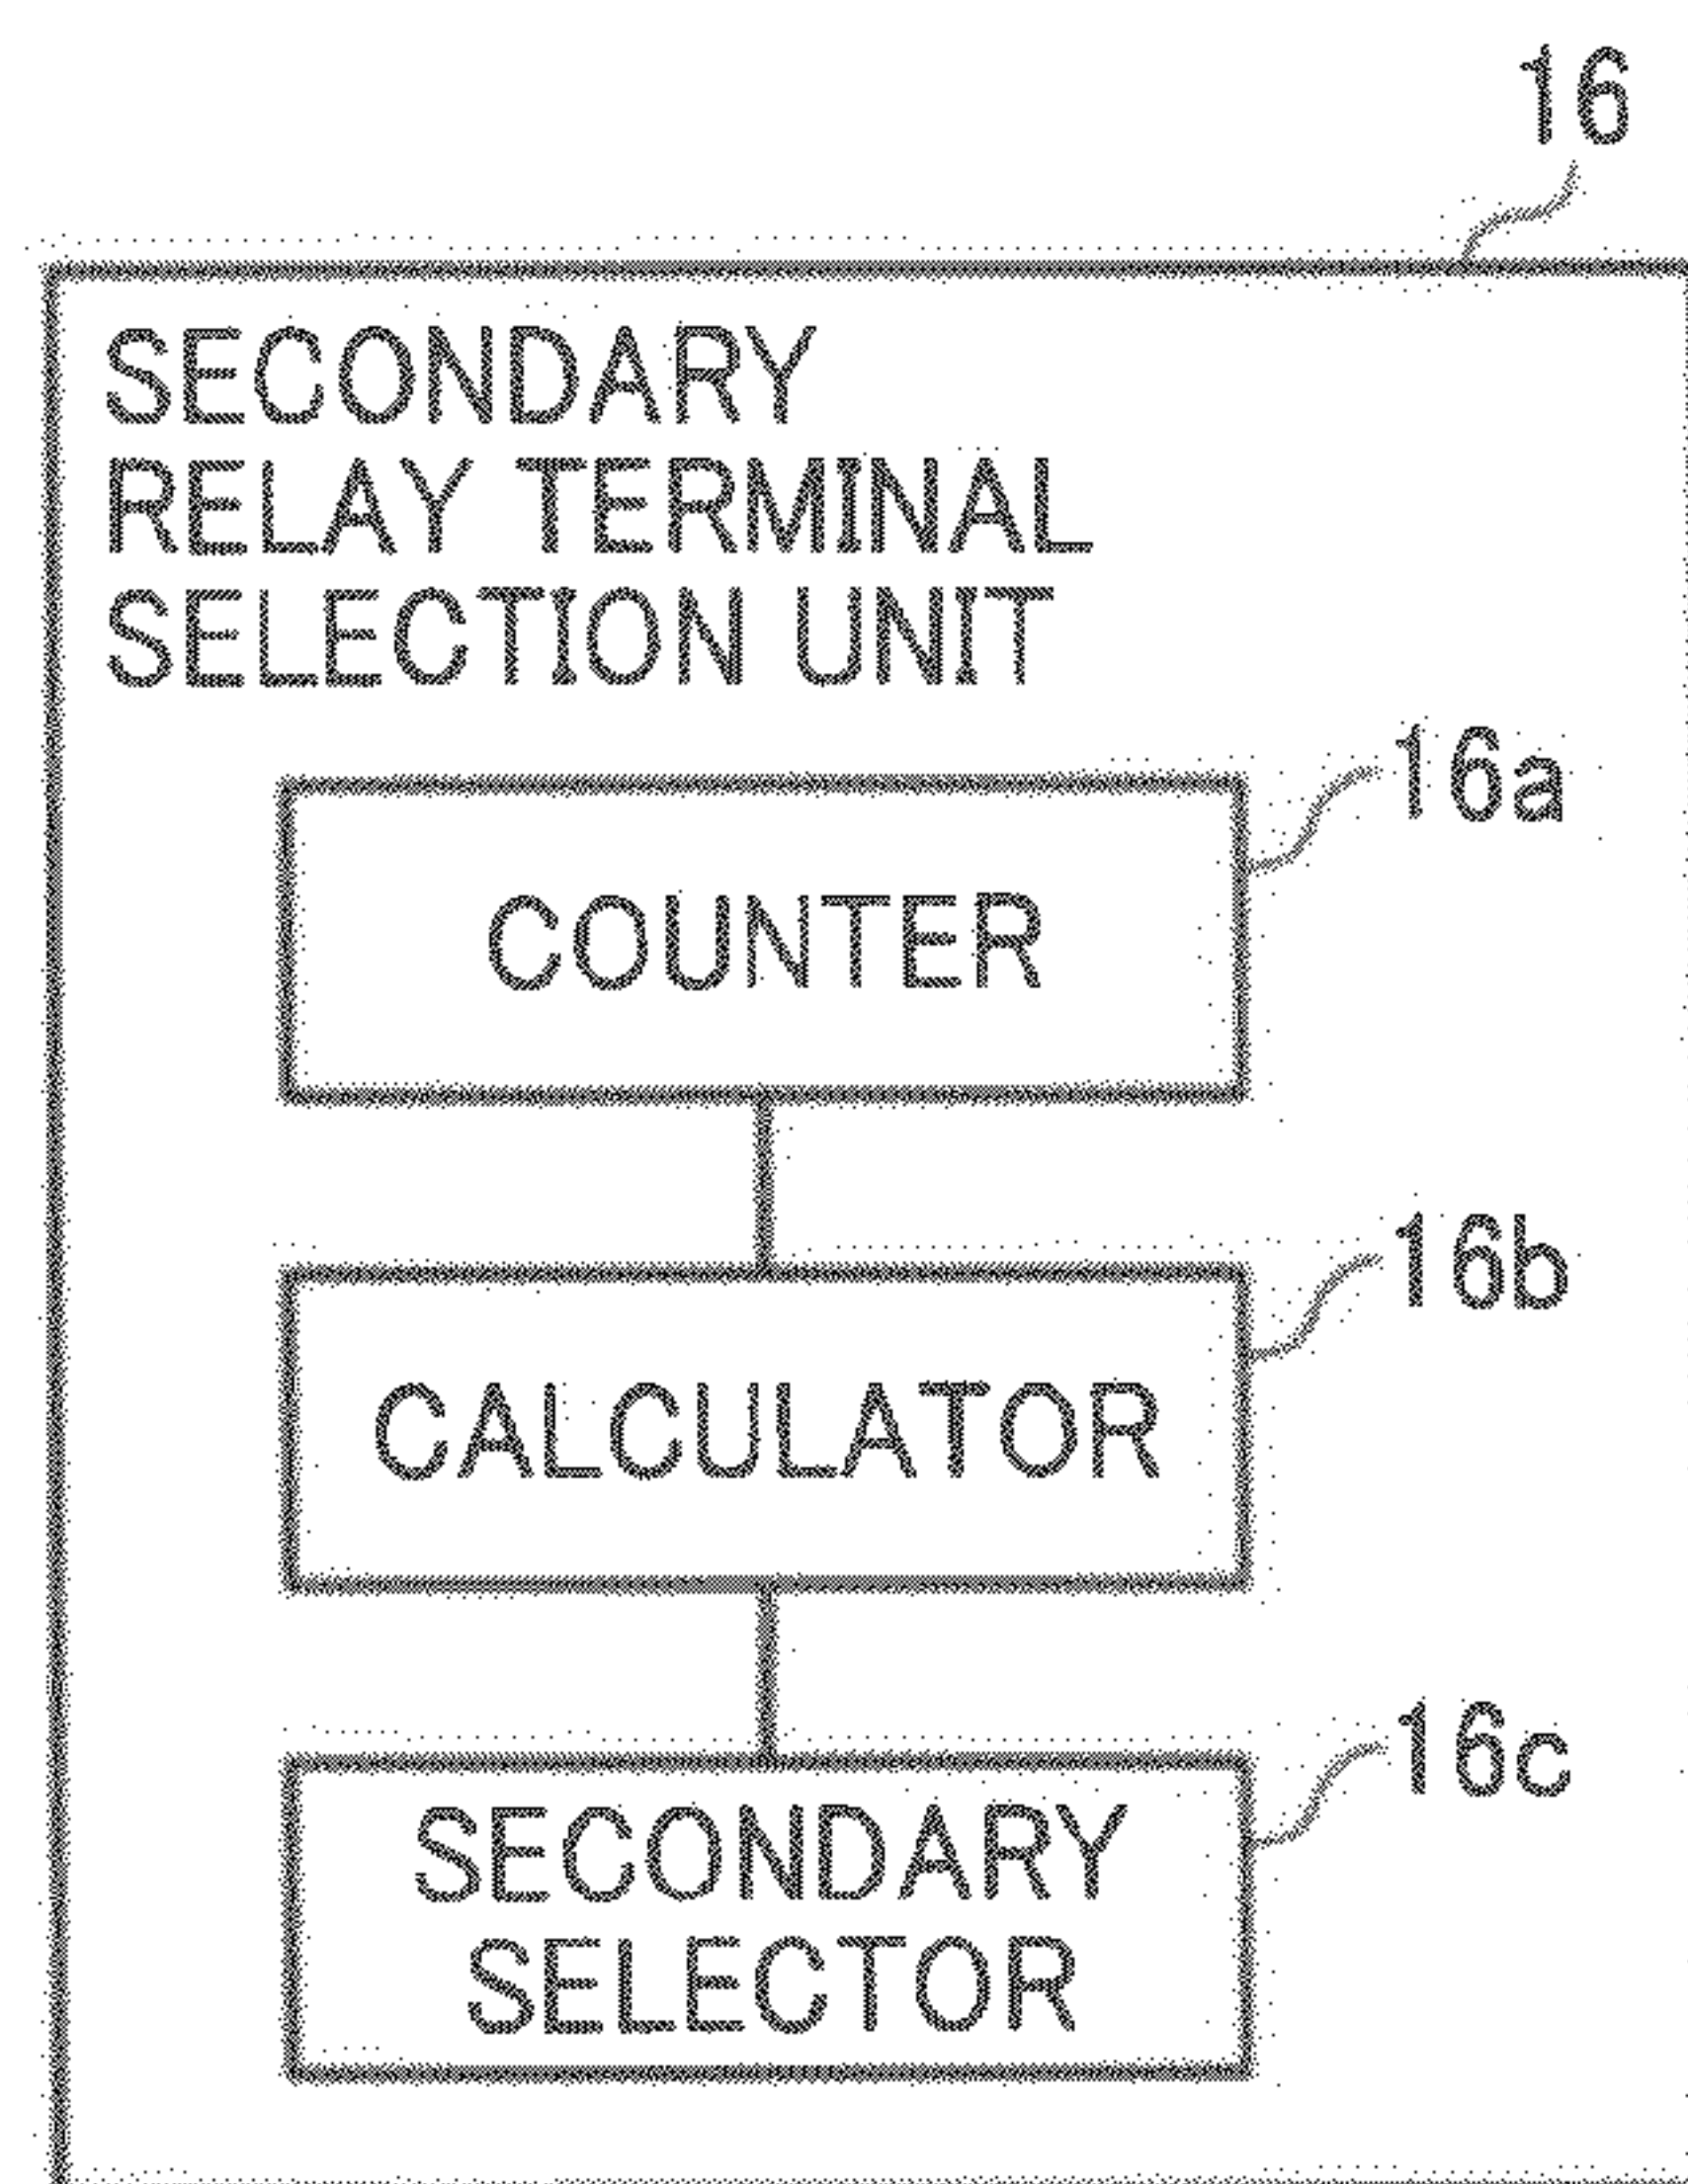 16
SECONDARY
RELAY TERMINAL
SELECTION UNIT
16a
COUNTER
16b
CALCULATOR
16c
SECONDARY
SELECTOR